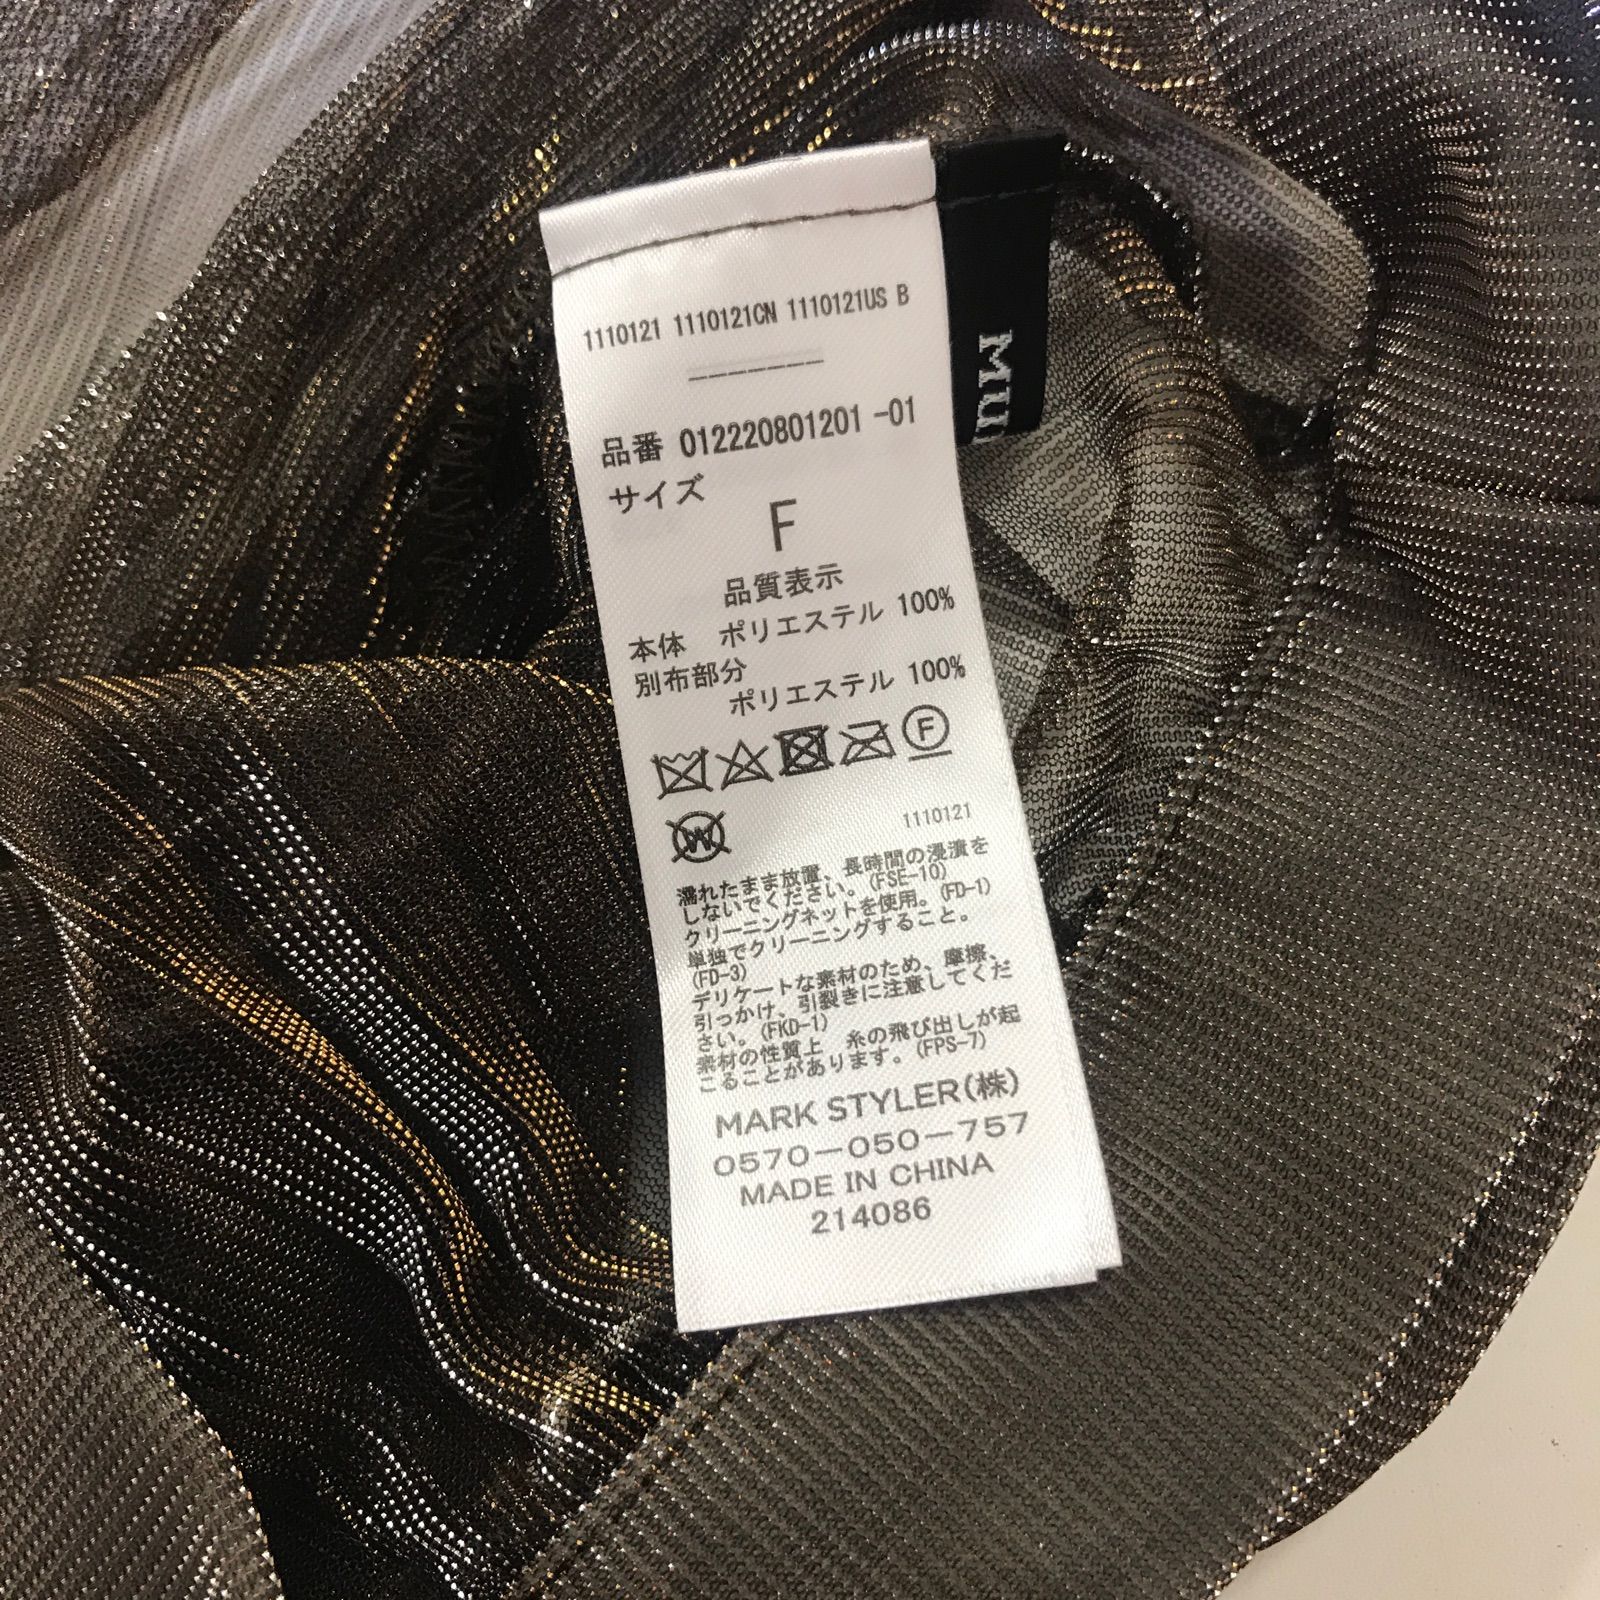 1110121 1110121CN 1110121US B
-------
品番 012220801201 -01
サイズ
F
品質表示
本体 ポリエステル 100%
別布部分
ポリエステル 100%
F
W
1110121
濡れたまま放置、長時間の浸漬を
しないでください。(FSE-10)
クリーニングネットを使用。(FD-1)
単独でクリーニングすること。
(FD-3)
デリケートな素材のため、摩擦、
引っかけ、引裂きに注意してくだ
さい。(FKD-1)
素材の性質上 糸の飛び出しが起
こることがあります。(FPS-7)
MARK STYLER(株)
0570-050-757
MADE IN CHINA
214086